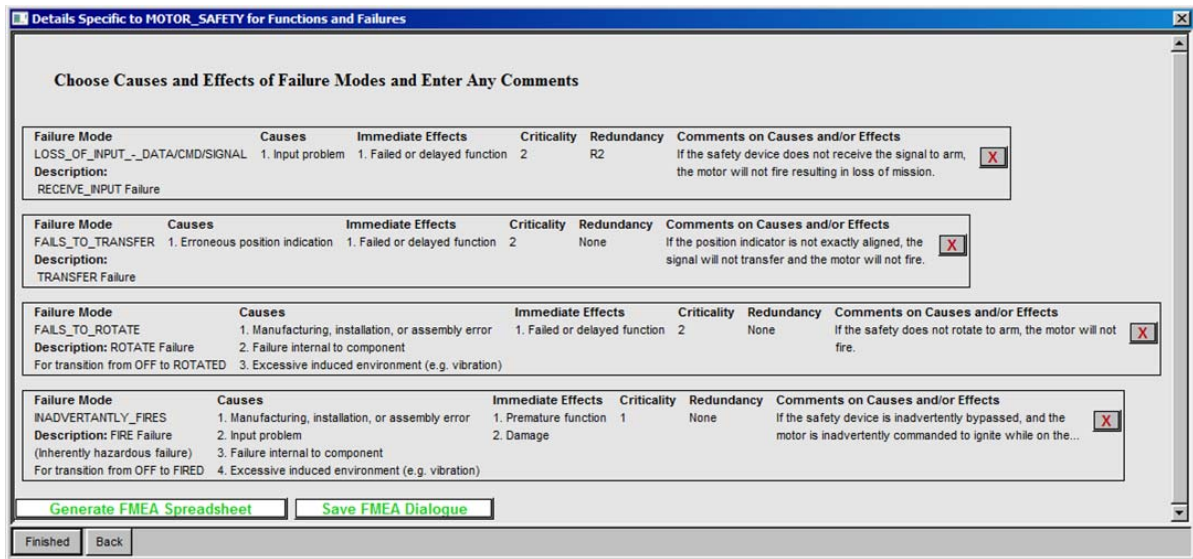 Details Specific to MOTOR_SAFETY for Functions and Failures
Choose Causes and Effects of Failure Modes and Enter Any Comments
Failure Mode Causes Immediate Effects Criticality Redundancy Comments on Causes and/or Effects
LOSS_OF_INPUT_-_DATA/CMD/SIGNAL 1. Input problem 1. Failed or delayed function 2 R2 If the safety device does not receive the signal to arm,
Description: the motor will not fire resulting in loss of mission. X
RECEIVE_INPUT Failure
Failure Mode Causes Immediate Effects Criticality Redundancy Comments on Causes and/or Effects
FAILS_TO_TRANSFER 1. Erroneous position indication 1. Failed or delayed function 2 None If the position indicator is not exactly aligned, the X
Description: signal will not transfer and the motor will not fire.
TRANSFER Failure
Failure Mode Causes Immediate Effects Criticality Redundancy Comments on Causes and/or Effects
FAILS_TO_ROTATE 1. Manufacturing, installation, or assembly error 1. Failed or delayed function 2 None If the safety does not rotate to arm, the motor will not X
Description: ROTATE Failure 2. Failure internal to component fire.
For transition from OFF to ROTATED 3. Excessive induced environment (e.g. vibration)
Failure Mode Causes Immediate Effects Criticality Redundancy Comments on Causes and/or Effects
INADVERTANTLY_FIRES 1. Manufacturing, installation, or assembly error 1. Premature function 1 None If the safety device is inadvertently bypassed, and the X
Description: FIRE Failure 2. Input problem 2. Damage motor is inadvertently commanded to ignite while on the...
(Inherently hazardous failure) 3. Failure internal to component
For transition from OFF to FIRED 4. Excessive induced environment (e.g. vibration)
Generate FMEA Spreadsheet Save FMEA Dialogue
Finished Back